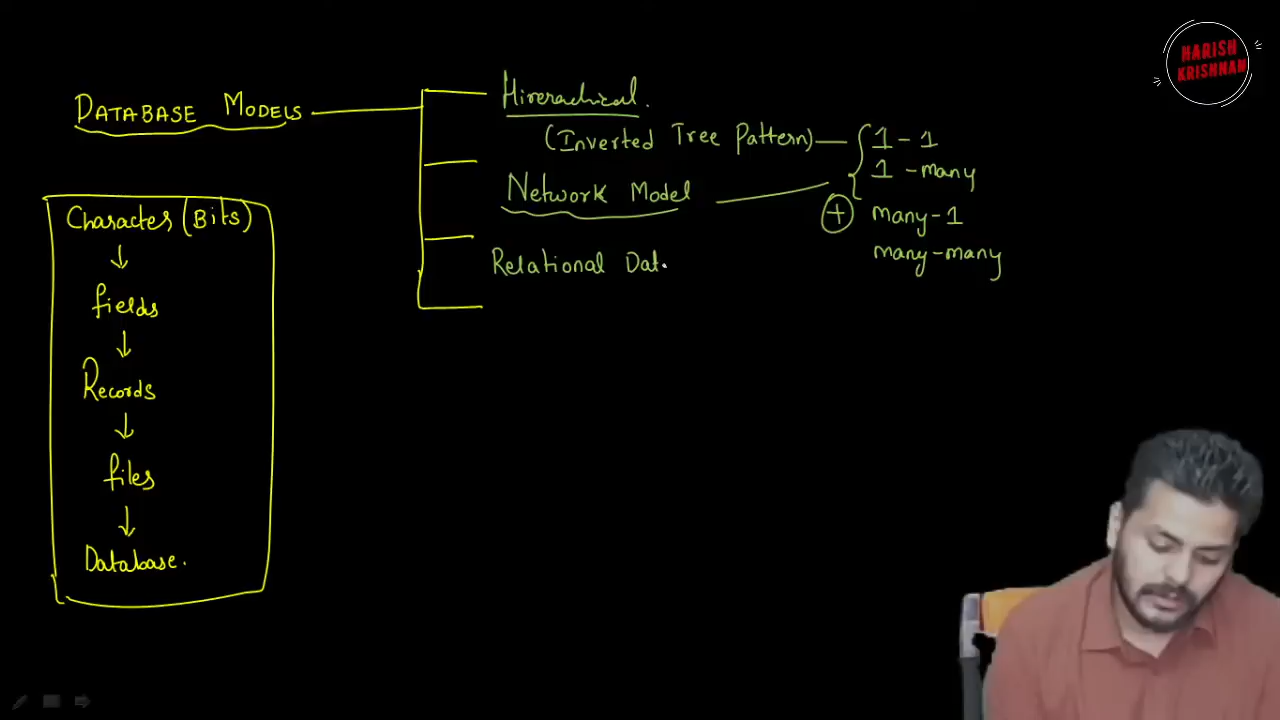 HARISH
KRISHNAN
DATABASE MODELS
Hirerachical.
(Inverted Tree Pattern)
1-1
1-many
Network Model
+ many-1
many-many
Relational Dat
Character (Bits)
↓
fields
↓
Records
↓
files
↓
Database.